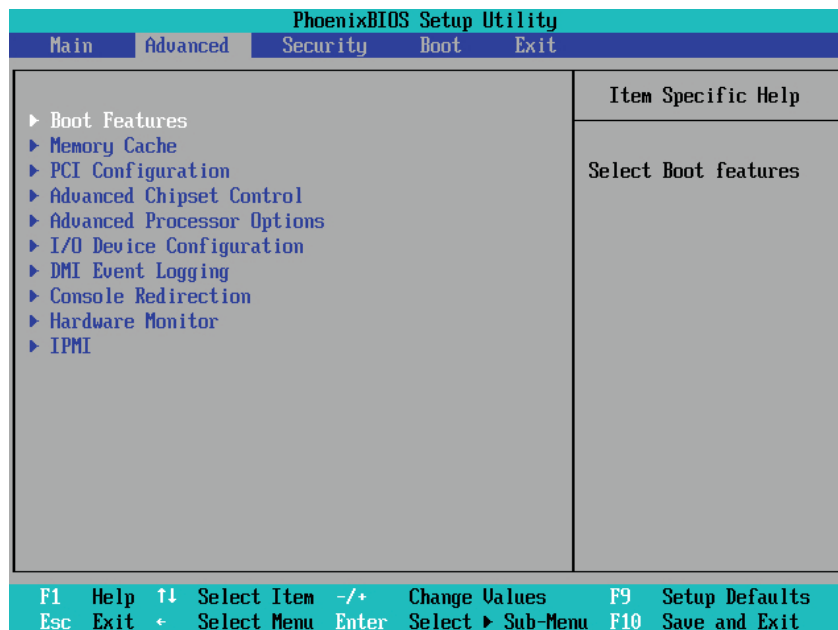 PhoenixBIOS Setup Utility
Main Advanced Security Boot Exit
Item Specific Help
▶ Boot Features
▶ Memory Cache
▶ PCI Configuration
Select Boot features
▶ Advanced Chipset Control
▶ Advanced Processor Options
▶ I/O Device Configuration
▶ DMI Event Logging
▶ Console Redirection
▶ Hardware Monitor
▶ IPMI
F1 Help ↑↓ Select Item -/+ Change Values F9 Setup Defaults
Esc Exit ← Select Menu Enter Select ▶ Sub-Menu F10 Save and Exit